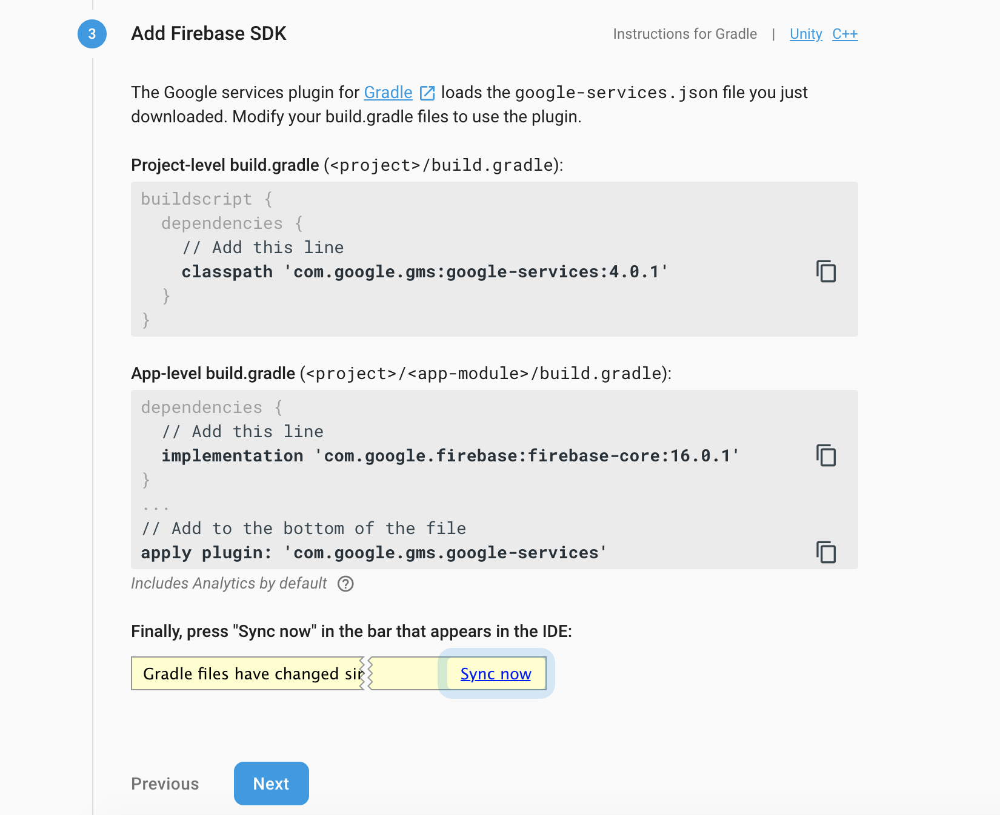 3 Add Firebase SDK Instructions for Gradle | Unity C++
The Google services plugin for Gradle loads the google-services.json file you just
downloaded. Modify your build.gradle files to use the plugin.
Project-level build.gradle (<project>/build.gradle):
buildscript {
  dependencies {
    // Add this line
    classpath 'com.google.gms:google-services:4.0.1'
  }
}
App-level build.gradle (<project>/<app-module>/build.gradle):
dependencies {
  // Add this line
  implementation 'com.google.firebase:firebase-core:16.0.1'
}
...
// Add to the bottom of the file
apply plugin: 'com.google.gms.google-services'
Includes Analytics by default ?
Finally, press "Sync now" in the bar that appears in the IDE:
Gradle files have changed sin Sync now
Previous Next